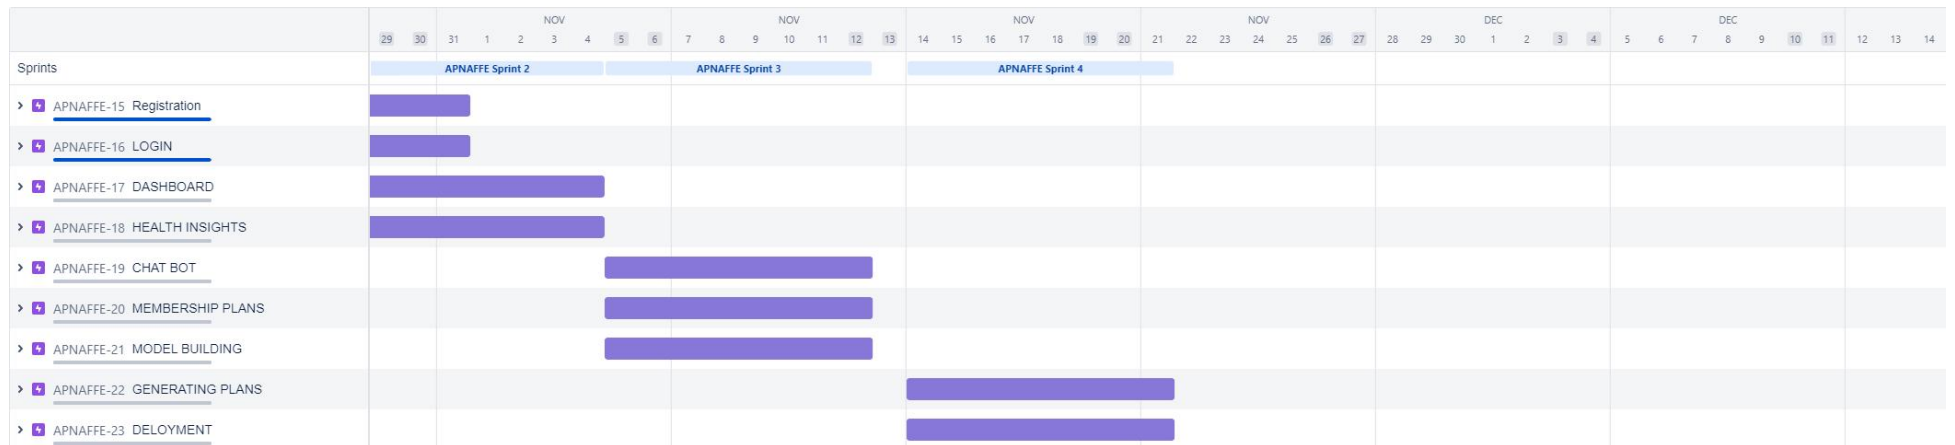 NOV NOV NOV NOV DEC DEC
29 30 31 1 2 3 4 5 6 7 8 9 10 11 12 13 14 15 16 17 18 19 20 21 22 23 24 25 26 27 28 29 30 1 2 3 4 5 6 7 8 9 10 11 12 13 14
Sprints APNAFFE Sprint 2 APNAFFE Sprint 3 APNAFFE Sprint 4
APNAFFE-15 Registration
APNAFFE-16 LOGIN
APNAFFE-17 DASHBOARD
APNAFFE-18 HEALTH INSIGHTS
APNAFFE-19 CHAT BOT
APNAFFE-20 MEMBERSHIP PLANS
APNAFFE-21 MODEL BUILDING
APNAFFE-22 GENERATING PLANS
APNAFFE-23 DELOYMENT